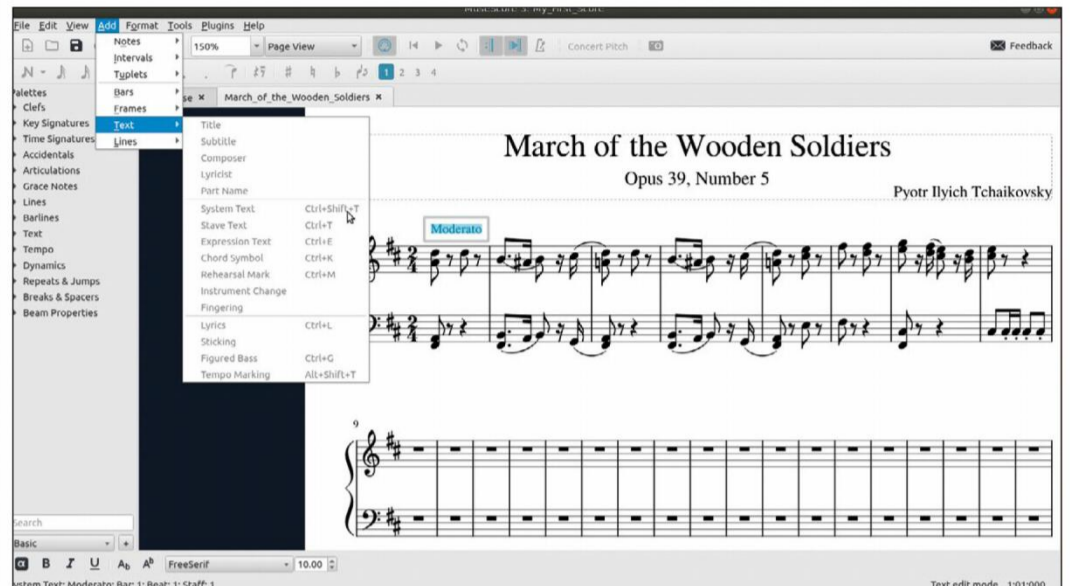 MuseScore 3: My_First_Score
File Edit View Add Format Tools Plugins Help
150% Page View Concert Pitch Feedback
1 2 3 4
Notes
Intervals
Tuplets
Bars
Frames
Text
Lines
Palettes
Clefs
Key Signatures
Time Signatures
Accidentals
Articulations
Grace Notes
Lines
Barlines
Text
Tempo
Dynamics
Repeats & Jumps
Breaks & Spacers
Beam Properties
March_of_the_Wooden_Soldiers
Title
Subtitle
Composer
Lyricist
Part Name
System Text Ctrl+Shift+T
Stave Text Ctrl+T
Expression Text Ctrl+E
Chord Symbol Ctrl+K
Rehearsal Mark Ctrl+M
Instrument Change
Fingering
Lyrics Ctrl+L
Sticking
Figured Bass Ctrl+G
Tempo Marking Alt+Shift+T
March of the Wooden Soldiers
Opus 39, Number 5
Pyotr Ilyich Tchaikovsky
Moderato
2 4
2 4
9
Search
Basic +
B I U FreeSerif 10.00
System Text: Moderato; Bar: 1; Beat: 1; Staff: 1 Text edit mode 1:01:000